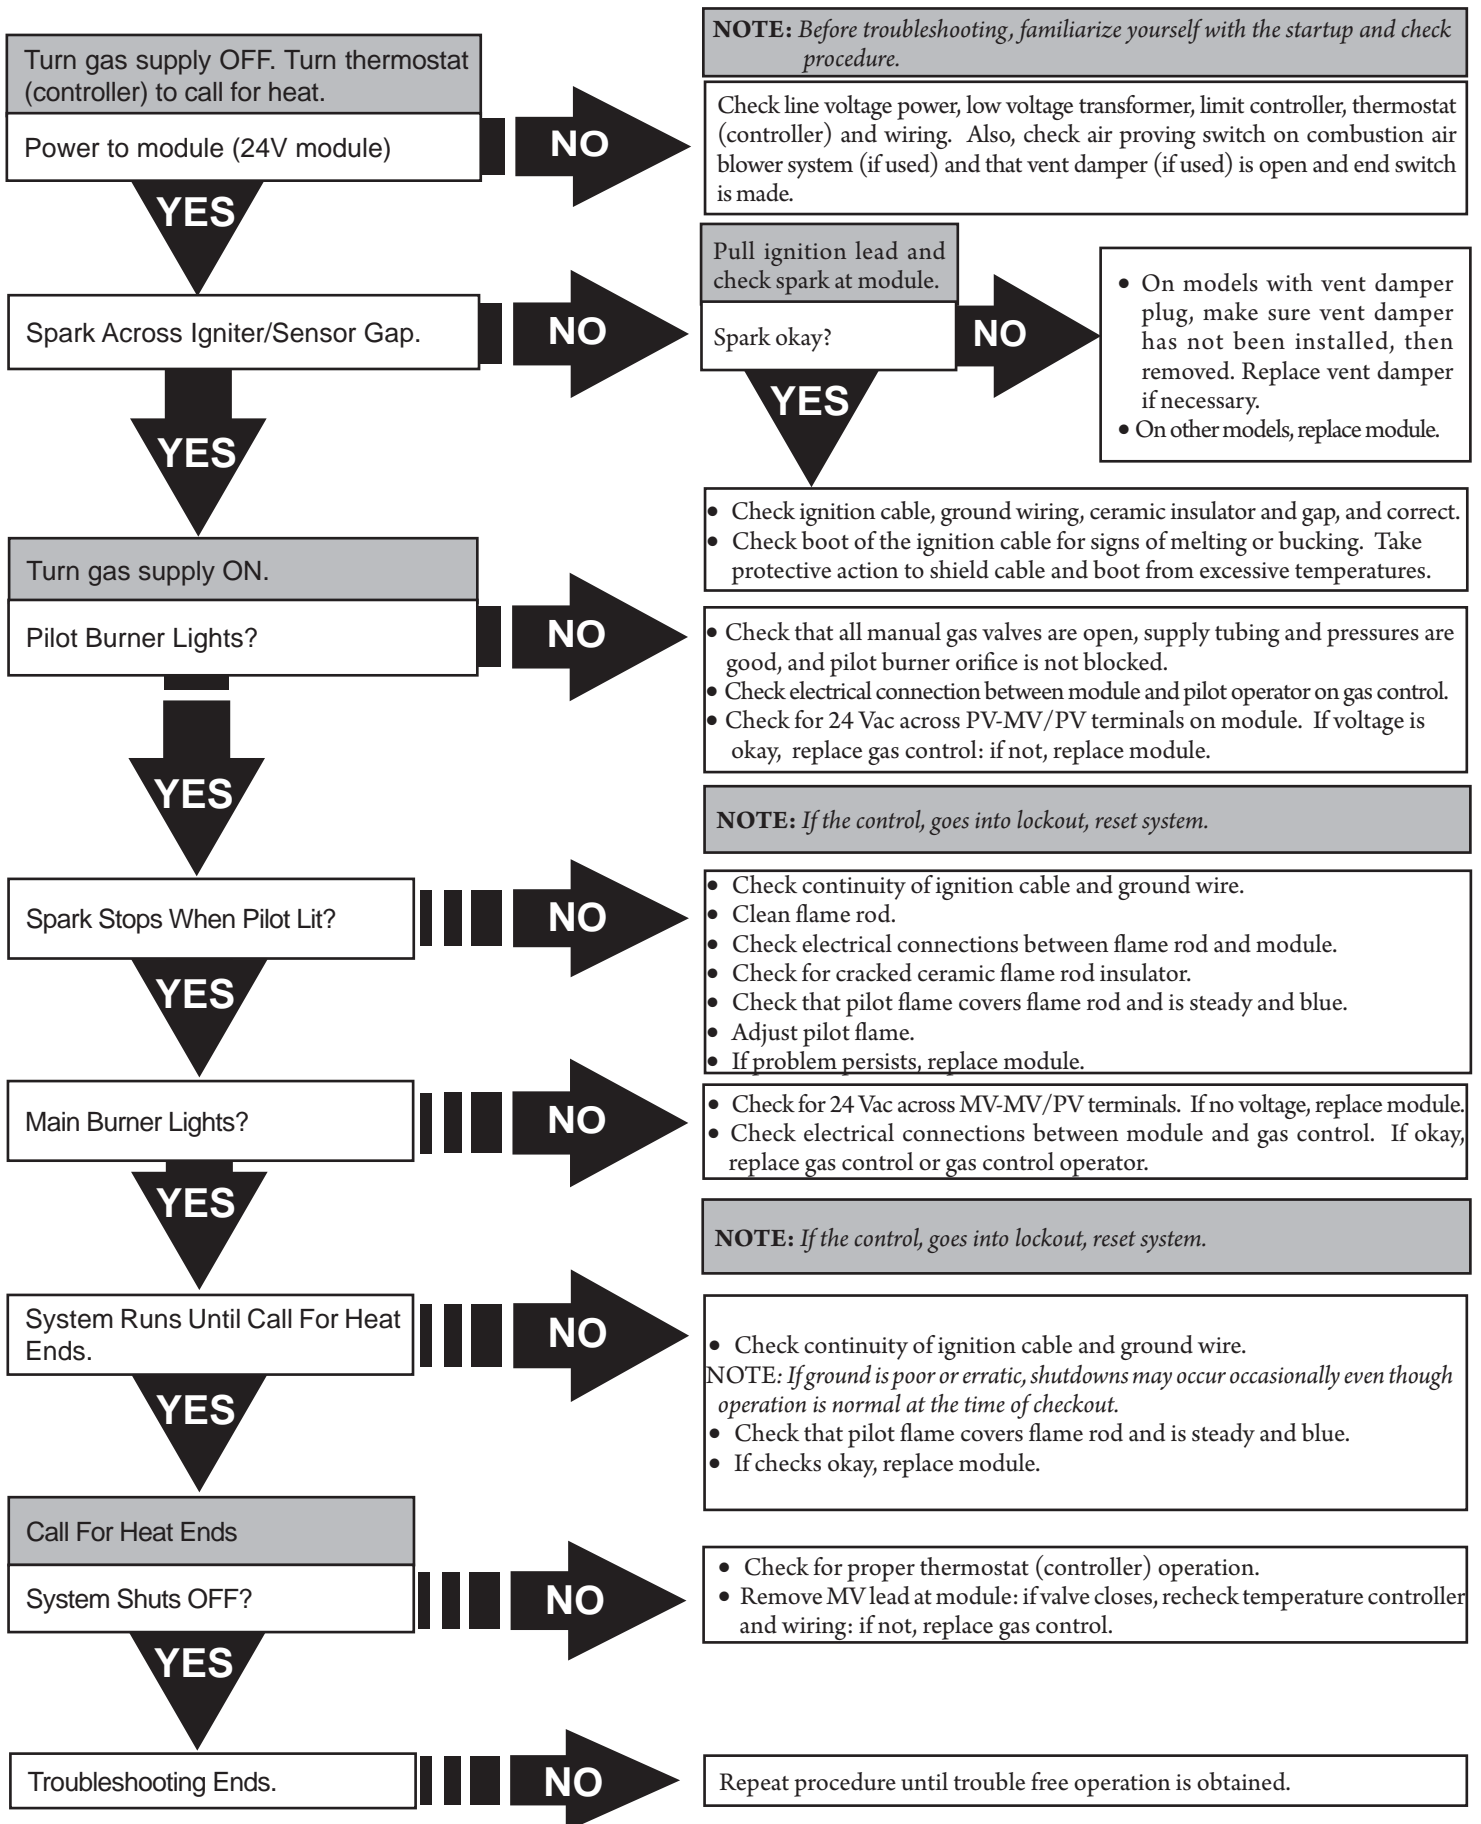 NOTE: Before troubleshooting, familiarize yourself with the startup and check
procedure.
Turn gas supply OFF. Turn thermostat
(controller) to call for heat.
Power to module (24V module)
NO
Check line voltage power, low voltage transformer, limit controller, thermostat
(controller) and wiring. Also, check air proving switch on combustion air
blower system (if used) and that vent damper (if used) is open and end switch
is made.
YES
Spark Across Igniter/Sensor Gap.
NO
Pull ignition lead and
check spark at module.
Spark okay?
NO
• On models with vent damper
plug, make sure vent damper
has not been installed, then
removed. Replace vent damper
if necessary.
• On other models, replace module.
YES
• Check ignition cable, ground wiring, ceramic insulator and gap, and correct.
• Check boot of the ignition cable for signs of melting or bucking. Take
protective action to shield cable and boot from excessive temperatures.
YES
Turn gas supply ON.
Pilot Burner Lights?
NO
• Check that all manual gas valves are open, supply tubing and pressures are
good, and pilot burner orifice is not blocked.
• Check electrical connection between module and pilot operator on gas control.
• Check for 24 Vac across PV-MV/PV terminals on module. If voltage is
okay, replace gas control: if not, replace module.
YES
NOTE: If the control, goes into lockout, reset system.
Spark Stops When Pilot Lit?
NO
• Check continuity of ignition cable and ground wire.
• Clean flame rod.
• Check electrical connections between flame rod and module.
• Check for cracked ceramic flame rod insulator.
• Check that pilot flame covers flame rod and is steady and blue.
• Adjust pilot flame.
• If problem persists, replace module.
YES
Main Burner Lights?
NO
• Check for 24 Vac across MV-MV/PV terminals. If no voltage, replace module.
• Check electrical connections between module and gas control. If okay,
replace gas control or gas control operator.
YES
NOTE: If the control, goes into lockout, reset system.
System Runs Until Call For Heat
Ends.
NO
• Check continuity of ignition cable and ground wire.
NOTE: If ground is poor or erratic, shutdowns may occur occasionally even though
operation is normal at the time of checkout.
• Check that pilot flame covers flame rod and is steady and blue.
• If checks okay, replace module.
YES
Call For Heat Ends
System Shuts OFF?
NO
• Check for proper thermostat (controller) operation.
• Remove MV lead at module: if valve closes, recheck temperature controller
and wiring: if not, replace gas control.
YES
Troubleshooting Ends.
NO
Repeat procedure until trouble free operation is obtained.